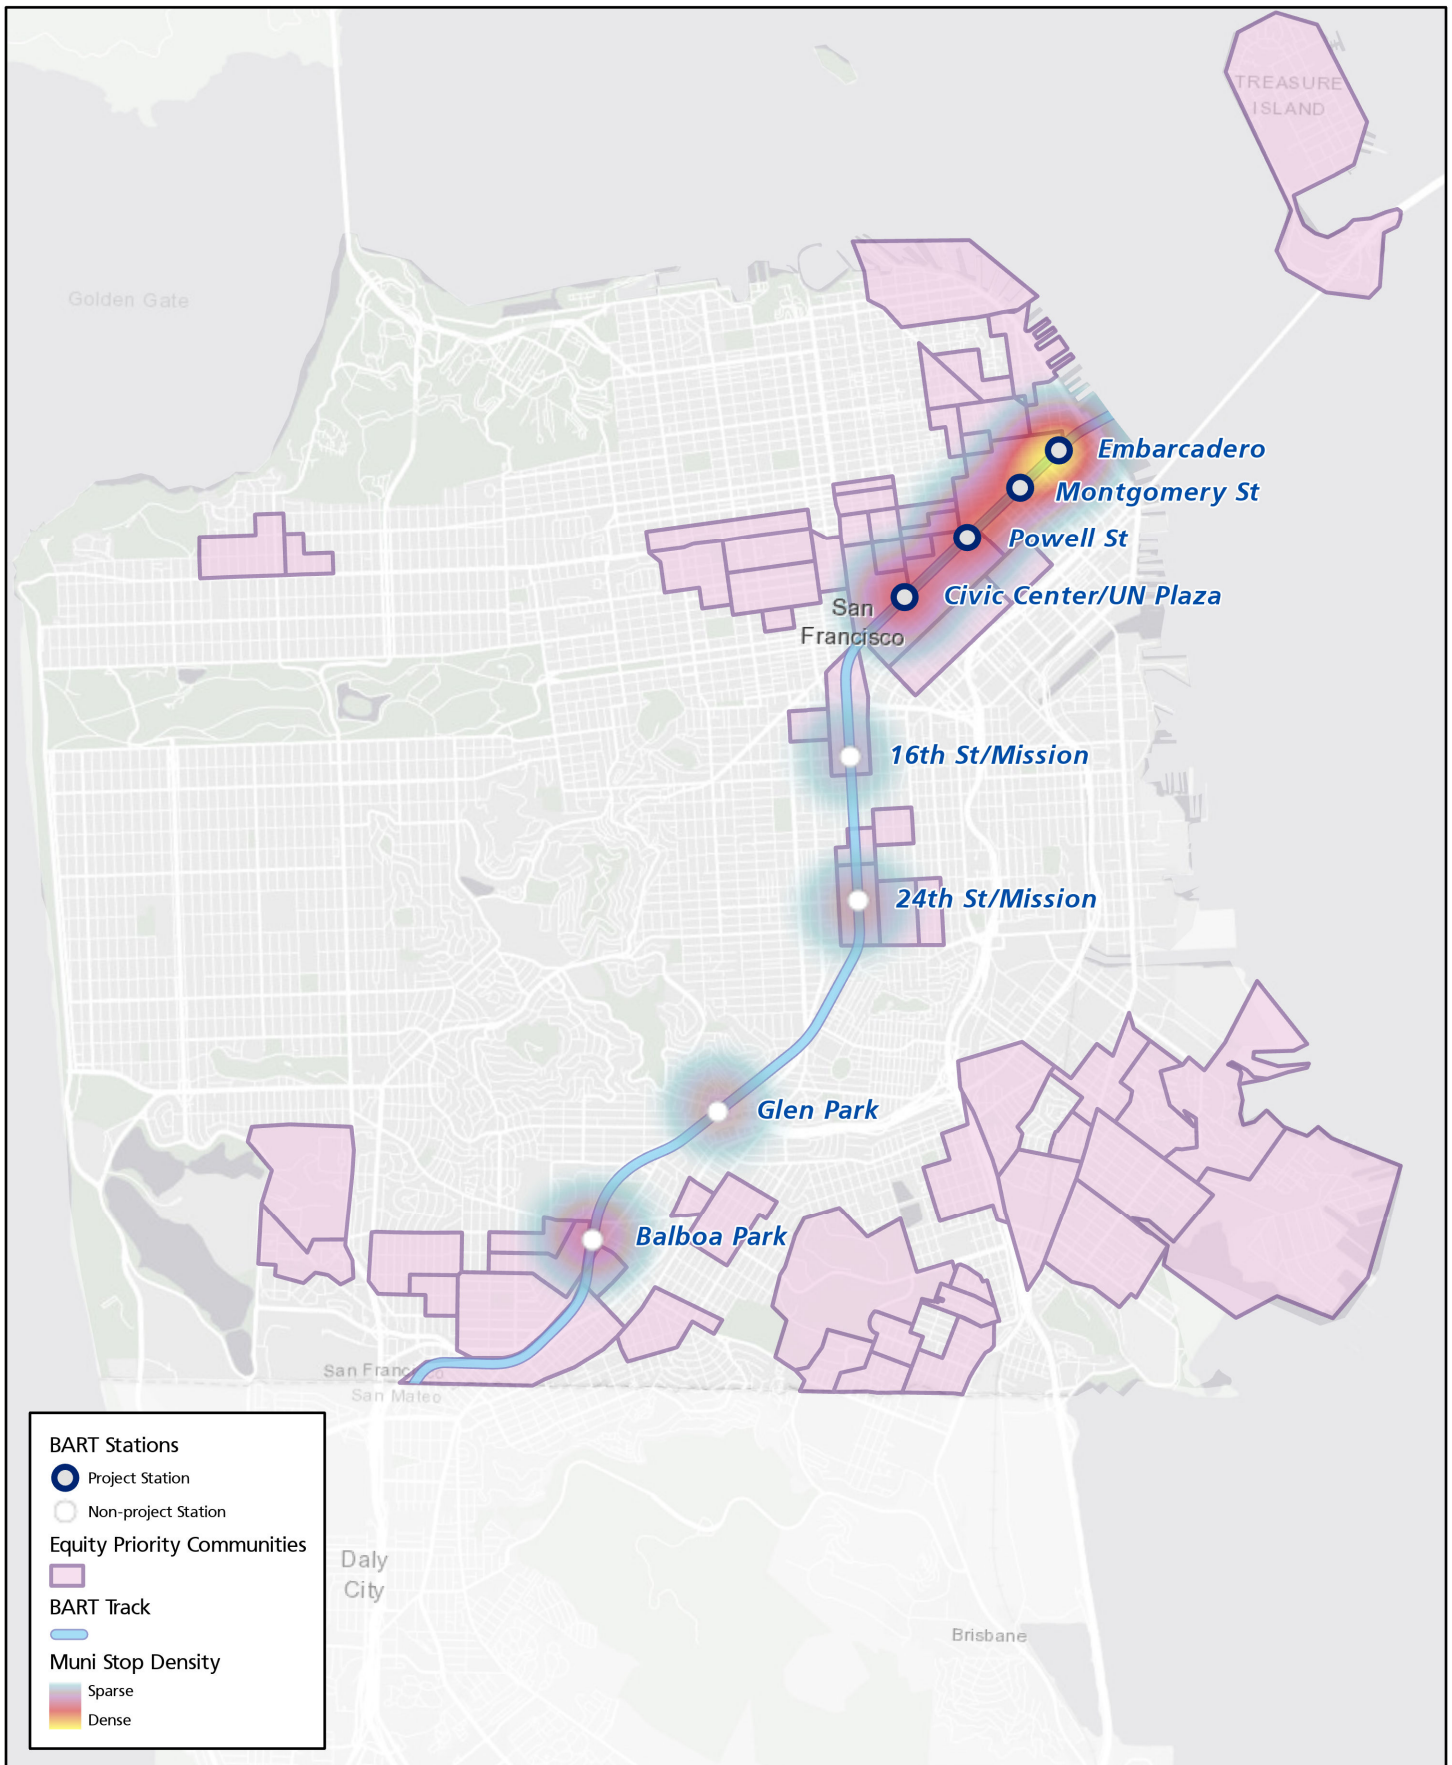 TREASURE
ISLAND
Golden Gate
Embarcadero
Montgomery St
Powell St
Civic Center/UN Plaza
San
Francisco
16th St/Mission
24th St/Mission
Glen Park
Balboa Park
San Francisco
San Mateo
BART Stations
Project Station
Non-project Station
Equity Priority Communities
BART Track
Muni Stop Density
Sparse
Dense
Daly
City
Brisbane